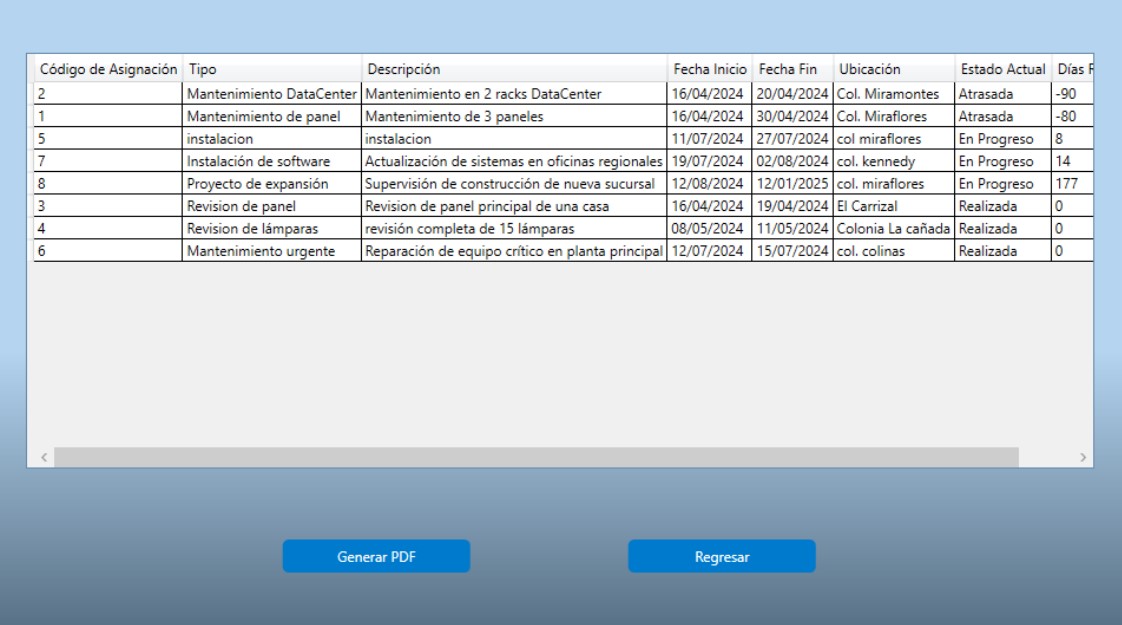 Código de Asignación Tipo Descripción Fecha Inicio Fecha Fin Ubicación Estado Actual Días
2 Mantenimiento DataCenter Mantenimiento en 2 racks DataCenter 16/04/2024 20/04/2024 Col. Miramontes Atrasada -90
1 Mantenimiento de panel Mantenimiento de 3 paneles 16/04/2024 30/04/2024 Col. Miraflores Atrasada -80
5 instalacion instalacion 11/07/2024 27/07/2024 col miraflores En Progreso 8
7 Instalación de software Actualización de sistemas en oficinas regionales 19/07/2024 02/08/2024 col. kennedy En Progreso 14
8 Proyecto de expansión Supervisión de construcción de nueva sucursal 12/08/2024 12/01/2025 col. miraflores En Progreso 177
3 Revision de panel Revision de panel principal de una casa 16/04/2024 19/04/2024 El Carrizal Realizada 0
4 Revision de lámparas revisión completa de 15 lámparas 08/05/2024 11/05/2024 Colonia La cañada Realizada 0
6 Mantenimiento urgente Reparación de equipo crítico en planta principal 12/07/2024 15/07/2024 col. colinas Realizada 0
Generar PDF Regresar